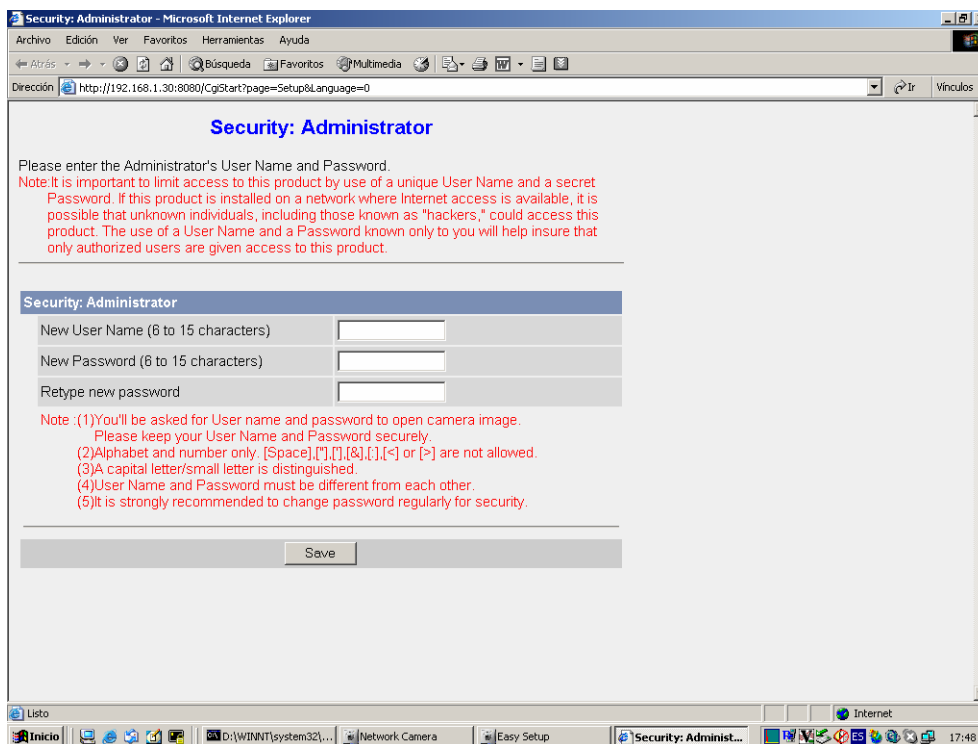 Security: Administrator - Microsoft Internet Explorer
Archivo Edición Ver Favoritos Herramientas Ayuda
Atrás Búsqueda Favoritos Multimedia
Dirección http://192.168.1.30:8080/CgiStart?page=Setup&Language=0 Ir Vínculos
Security: Administrator
Please enter the Administrator's User Name and Password.
Note:It is important to limit access to this product by use of a unique User Name and a secret
Password. If this product is installed on a network where Internet access is available, it is
possible that unknown individuals, including those known as "hackers," could access this
product. The use of a User Name and a Password known only to you will help insure that
only authorized users are given access to this product.
Security: Administrator
New User Name (6 to 15 characters)
New Password (6 to 15 characters)
Retype new password
Note :(1)You'll be asked for User name and password to open camera image.
Please keep your User Name and Password securely.
(2)Alphabet and number only. [Space],["],['],[&],[:],[<] or [>] are not allowed.
(3)A capital letter/small letter is distinguished.
(4)User Name and Password must be different from each other.
(5)It is strongly recommended to change password regularly for security.
Save
Listo Internet
Inicio D:\WINNT\system32\... Network Camera Easy Setup Security: Administ... ES 17:48